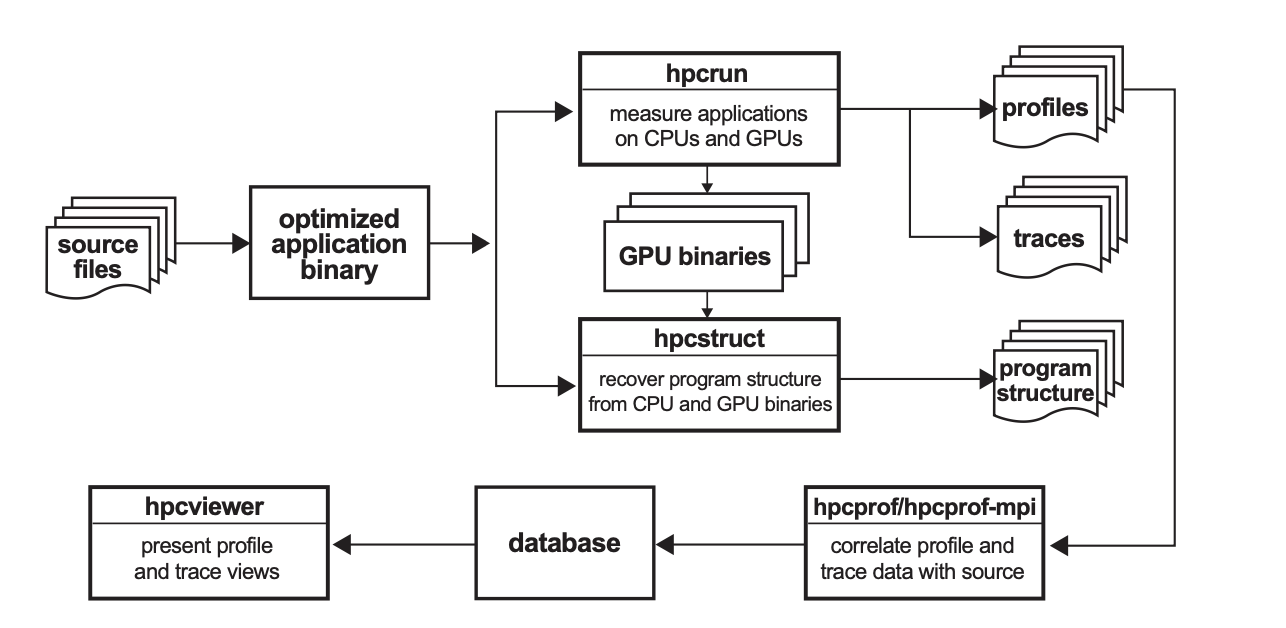 hpcrun
measure applications
on CPUs and GPUs
profiles
source
files
optimized
application
binary
GPU binaries
traces
hpcstruct
recover program structure
from CPU and GPU binaries
program
structure
hpcviewer
present profile
and trace views
database
hpcprof/hpcprof-mpi
correlate profile and
trace data with source